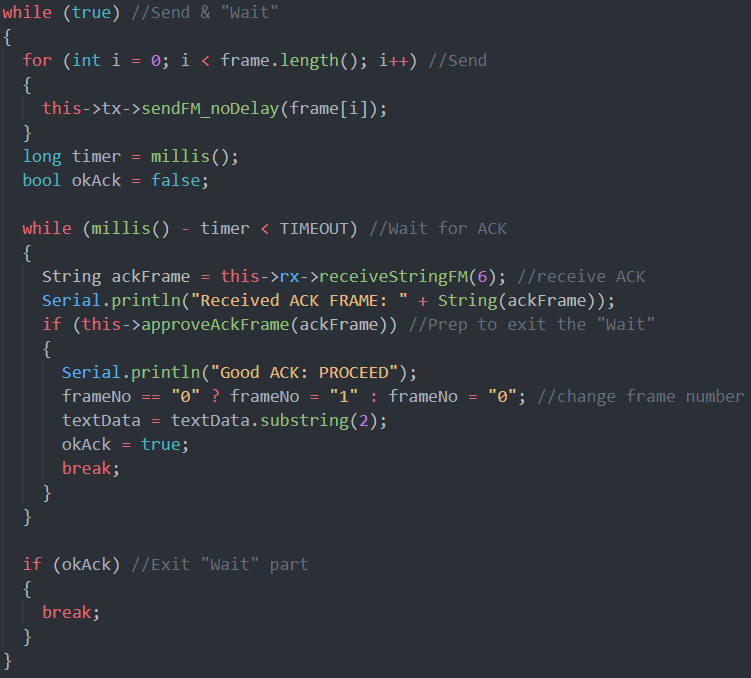 while (true) //Send & "Wait"
{
  for (int i = 0; i < frame.length(); i++) //Send
  {
    this->tx->sendFM_noDelay(frame[i]);
  }
  long timer = millis();
  bool okAck = false;

  while (millis() - timer < TIMEOUT) //Wait for ACK
  {
    String ackFrame = this->rx->receiveStringFM(6); //receive ACK
    Serial.println("Received ACK FRAME: " + String(ackFrame));
    if (this->approveAckFrame(ackFrame)) //Prep to exit the "Wait"
    {
      Serial.println("Good ACK: PROCEED");
      frameNo == "0" ? frameNo = "1" : frameNo = "0"; //change frame number
      textData = textData.substring(2);
      okAck = true;
      break;
    }
  }

  if (okAck) //Exit "Wait" part
  {
    break;
  }
}